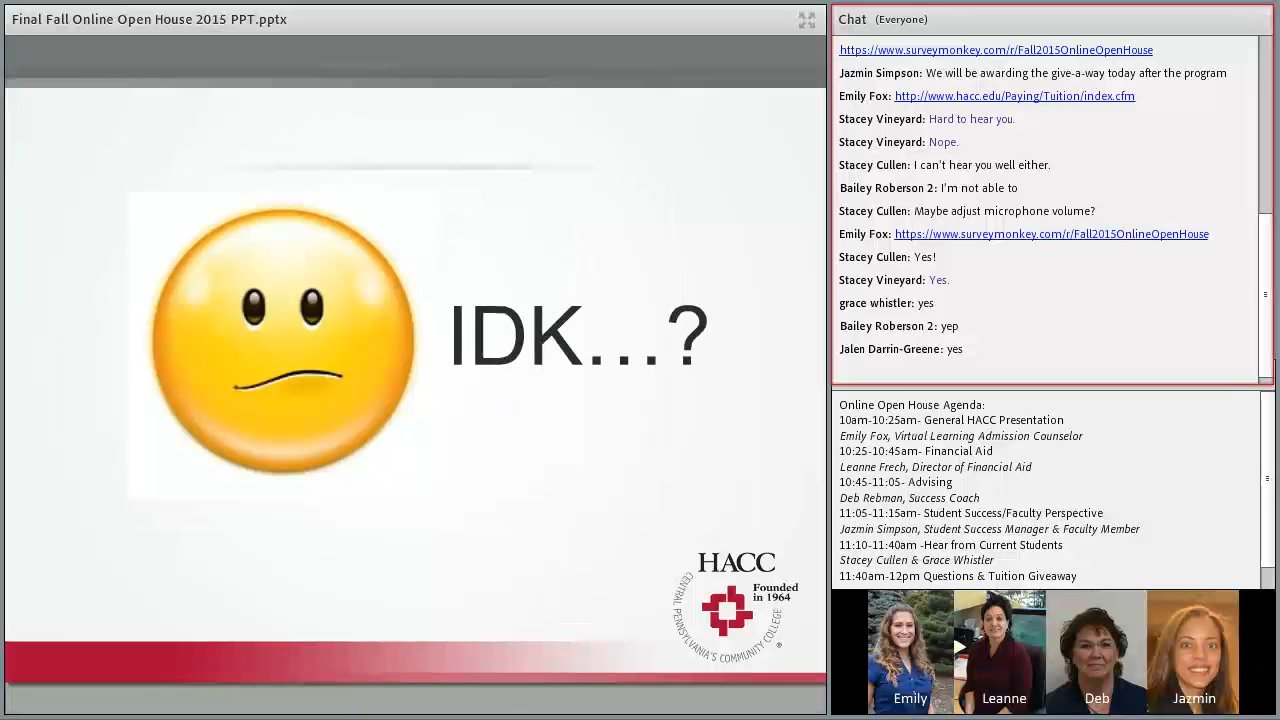 Final Fall Online Open House 2015 PPT.pptx
IDK...?
HACC
Founded
in 1964
CENTRAL PENNSYLVANIA'S COMMUNITY COLLEGE
®
Chat (Everyone)
https://www.surveymonkey.com/r/Fall2015OnlineOpenHouse
Jazmin Simpson: We will be awarding the give-a-way today after the program
Emily Fox: http://www.hacc.edu/Paying/Tuition/index.cfm
Stacey Vineyard: Hard to hear you.
Stacey Vineyard: Nope.
Stacey Cullen: I can't hear you well either.
Bailey Roberson 2: I'm not able to
Stacey Cullen: Maybe adjust microphone volume?
Emily Fox: https://www.surveymonkey.com/r/Fall2015OnlineOpenHouse
Stacey Cullen: Yes!
Stacey Vineyard: Yes.
grace whistler: yes
Bailey Roberson 2: yep
Jalen Darrin-Greene: yes
Online Open House Agenda:
10am-10:25am- General HACC Presentation
Emily Fox, Virtual Learning Admission Counselor
10:25-10:45am- Financial Aid
Leanne Frech, Director of Financial Aid
10:45-11:05- Advising
Deb Rebman, Success Coach
11:05-11:15am- Student Success/Faculty Perspective
Jazmin Simpson, Student Success Manager & Faculty Member
11:10-11:40am -Hear from Current Students
Stacey Cullen & Grace Whistler
11:40am-12pm Questions & Tuition Giveaway
Emily
Leanne
Deb
Jazmin